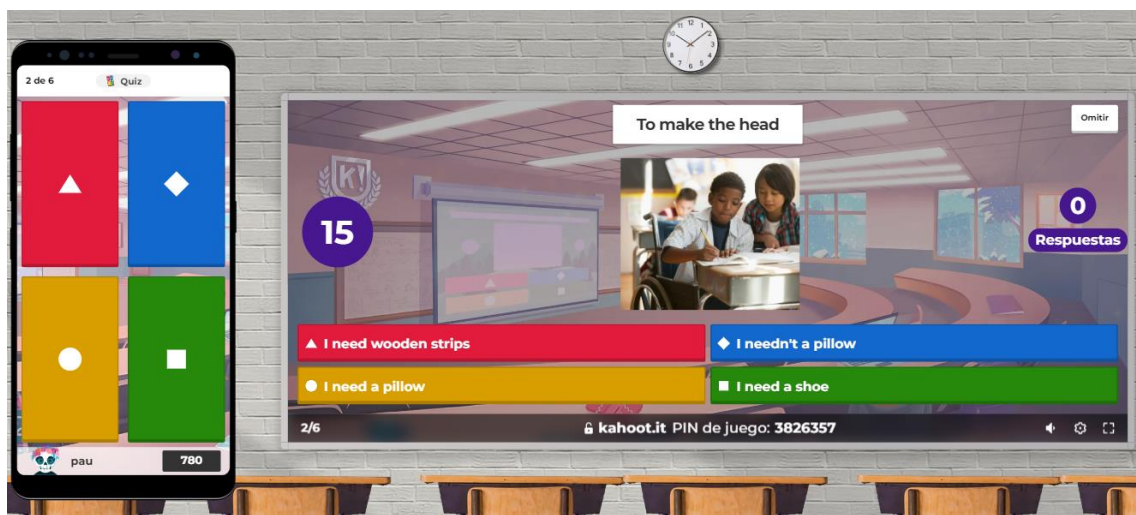 2 de 6
Quiz
pau
780
To make the head
Omitir
K!
15
0
Respuestas
I need wooden strips
I needn't a pillow
I need a pillow
I need a shoe
2/6
kahoot.it PIN de juego: 3826357